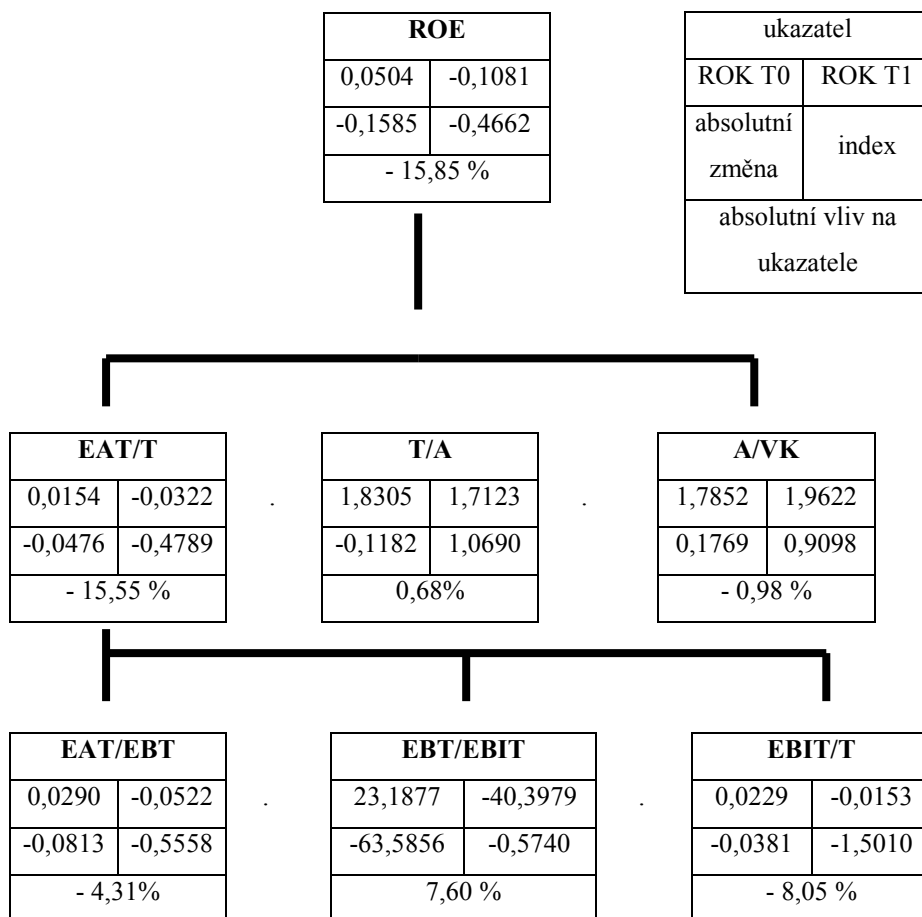 ROE
0,0504 -0,1081
-0,1585 -0,4662
- 15,85 %
ukazatel
ROK T0 ROK T1
absolutní
změna
index
absolutní vliv na
ukazatele
EAT/T
0,0154 -0,0322
-0,0476 -0,4789
- 15,55 %
.
T/A
1,8305 1,7123
-0,1182 1,0690
0,68%
.
A/VK
1,7852 1,9622
0,1769 0,9098
- 0,98 %
EAT/EBT
0,0290 -0,0522
-0,0813 -0,5558
- 4,31%
.
EBT/EBIT
23,1877 -40,3979
-63,5856 -0,5740
7,60 %
.
EBIT/T
0,0229 -0,0153
-0,0381 -1,5010
- 8,05 %